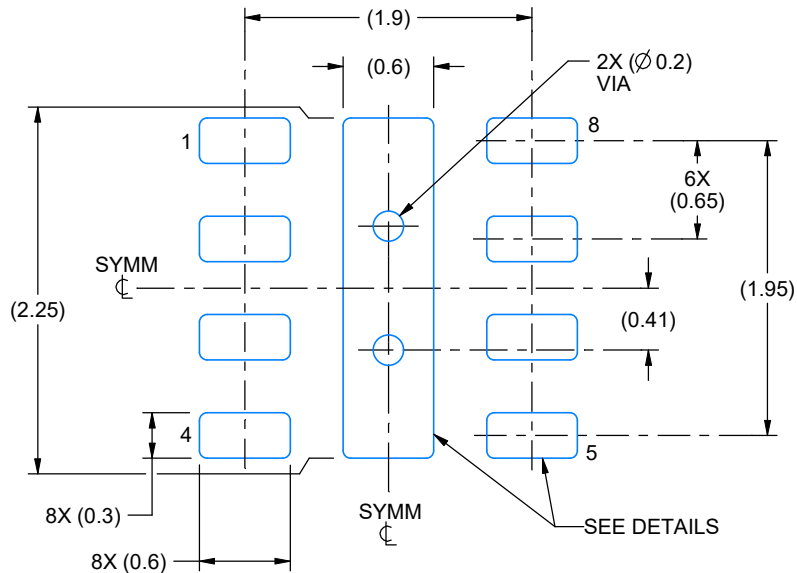 (1.9)
(0.6)
2X (∅ 0.2)
VIA
1
8
6X
(0.65)
SYMM
℄
(2.25)
(0.41)
(1.95)
4
5
8X (0.3)
SYMM
℄
SEE DETAILS
8X (0.6)